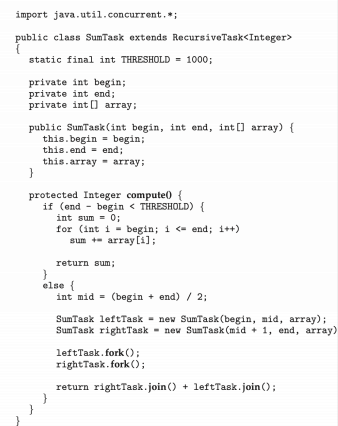 import java.util.concurrent.*;
public class SumTask extends RecursiveTask<Integer>
{
static final int THRESHOLD = 1000;
private int begin;
private int end;
private int[] array;
public SumTask(int begin, int end, int[] array) {
this.begin = begin;
this.end = end;
this.array = array;
}
protected Integer compute() {
if (end - begin < THRESHOLD) {
int sum = 0;
for (int i = begin; i <= end; i++)
sum += array[i];
return sum;
}
else {
int mid = (begin + end) / 2;
SumTask leftTask = new SumTask(begin, mid, array);
SumTask rightTask = new SumTask(mid + 1, end, array)
leftTask.fork();
rightTask.fork();
return rightTask.join() + leftTask.join();
}
}
}